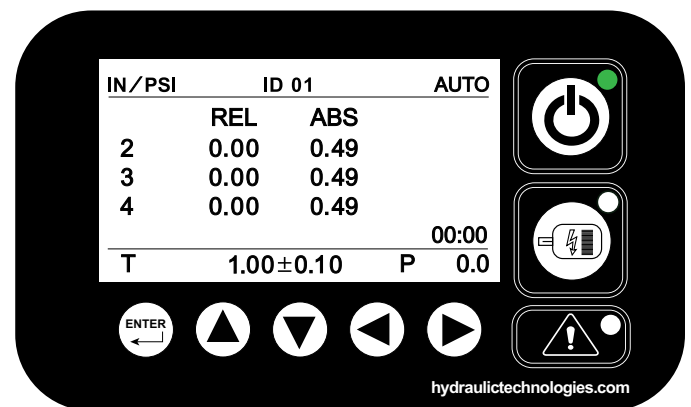 IN/PSI ID 01 AUTO
REL ABS
2 0.00 0.49
3 0.00 0.49
4 0.00 0.49
00:00
T 1.00±0.10 P 0.0
ENTER
hydraulictechnologies.com